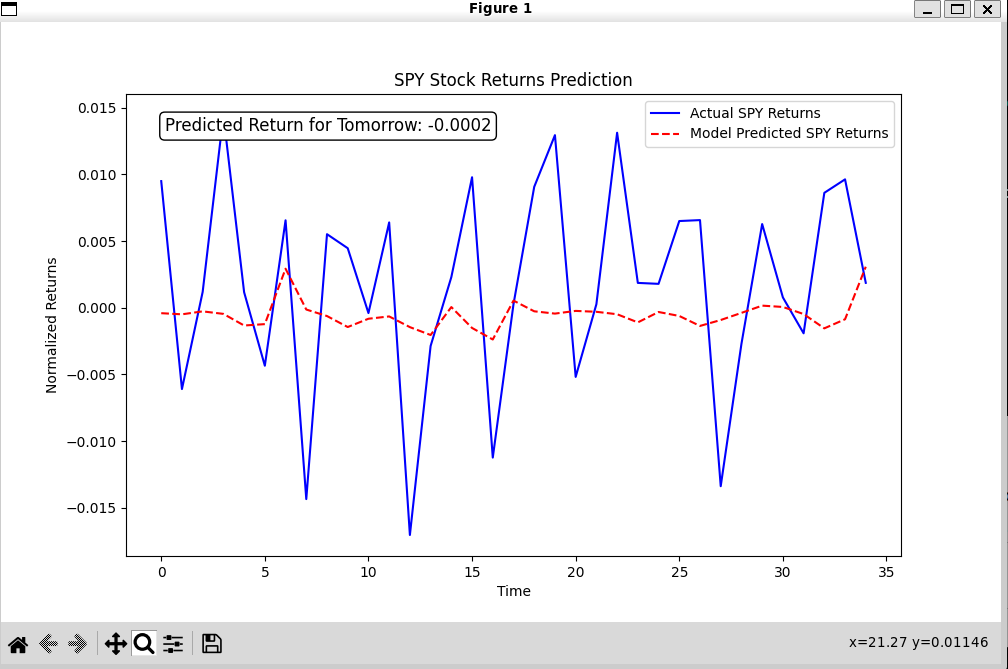 Figure 1
SPY Stock Returns Prediction
0.015
0.010
0.005
0.000
−0.005
−0.010
−0.015
Normalized Returns
Predicted Return for Tomorrow: -0.0002
Actual SPY Returns
Model Predicted SPY Returns
0 5 10 15 20 25 30 35
Time
x=21.27 y=0.01146